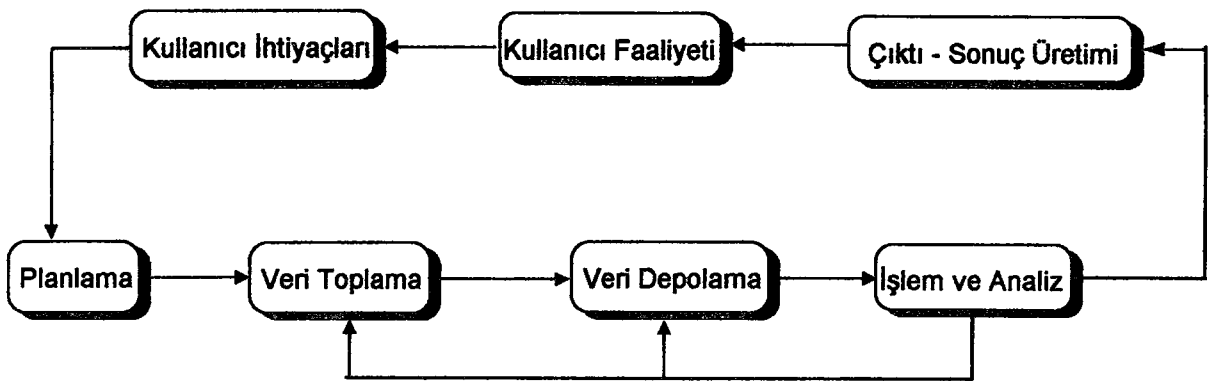 Kullanıcı İhtiyaçları
Kullanıcı Faaliyeti
Çıktı - Sonuç Üretimi
Planlama
Veri Toplama
Veri Depolama
İşlem ve Analiz